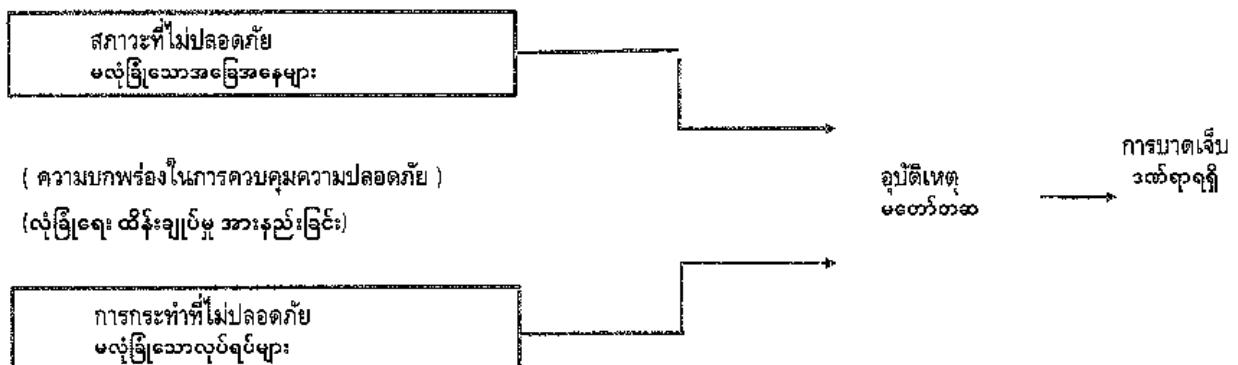 สภาวะที่ไม่ปลอดภัย
မလုံခြုံသောအခြေအနေများ
( ความบกพร่องในการควบคุมความปลอดภัย )
(လုံခြုံရေး ထိန်းချုပ်မှု အားနည်းခြင်း)
อุบัติเหตุ
မတော်တဆ
การบาดเจ็บ
ဒဏ်ရာရရှိ
การกระทำที่ไม่ปลอดภัย
မလုံခြုံသောလုပ်ရပ်များ